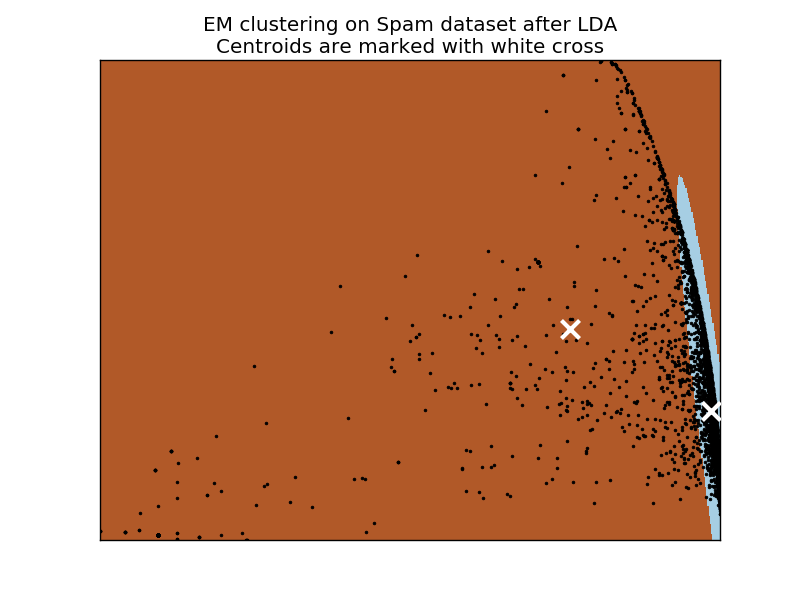 EM clustering on Spam dataset after LDA
Centroids are marked with white cross